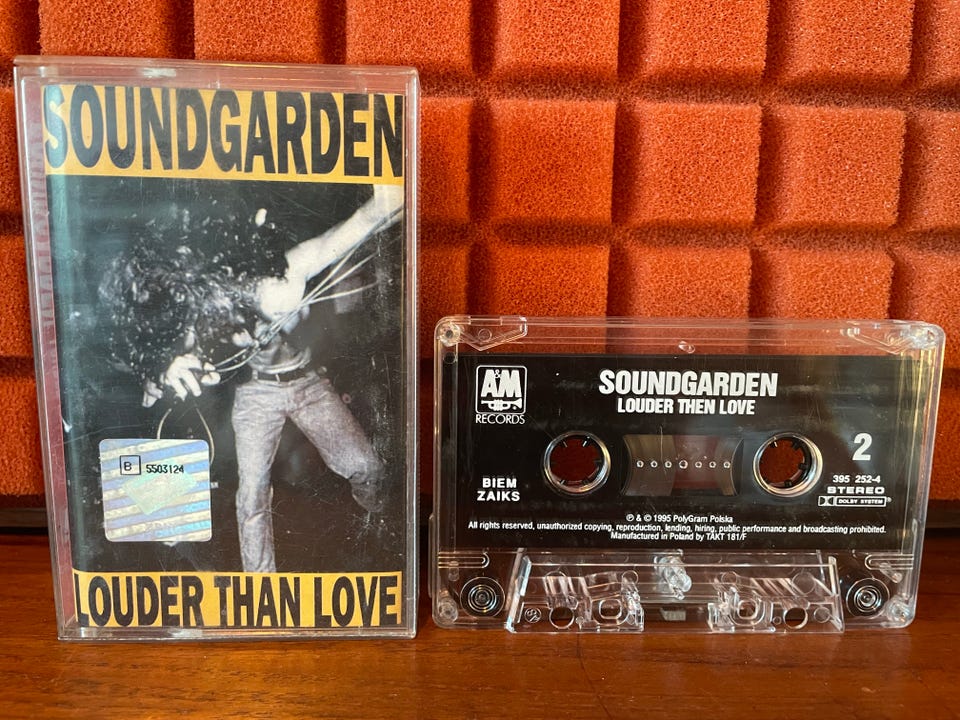 SOUNDGARDEN
B 5503124
LOUDER THAN LOVE
A&M
RECORDS
SOUNDGARDEN
LOUDER THEN LOVE
2
BIEM
ZAIKS
395 252-4
STEREO
DOLBY SYSTEM
℗ & © 1995 PolyGram Polska
All rights reserved, unauthorized copying, reproduction, lending, hiring, public performance and broadcasting prohibited.
Manufactured in Poland by TAKT 181/F